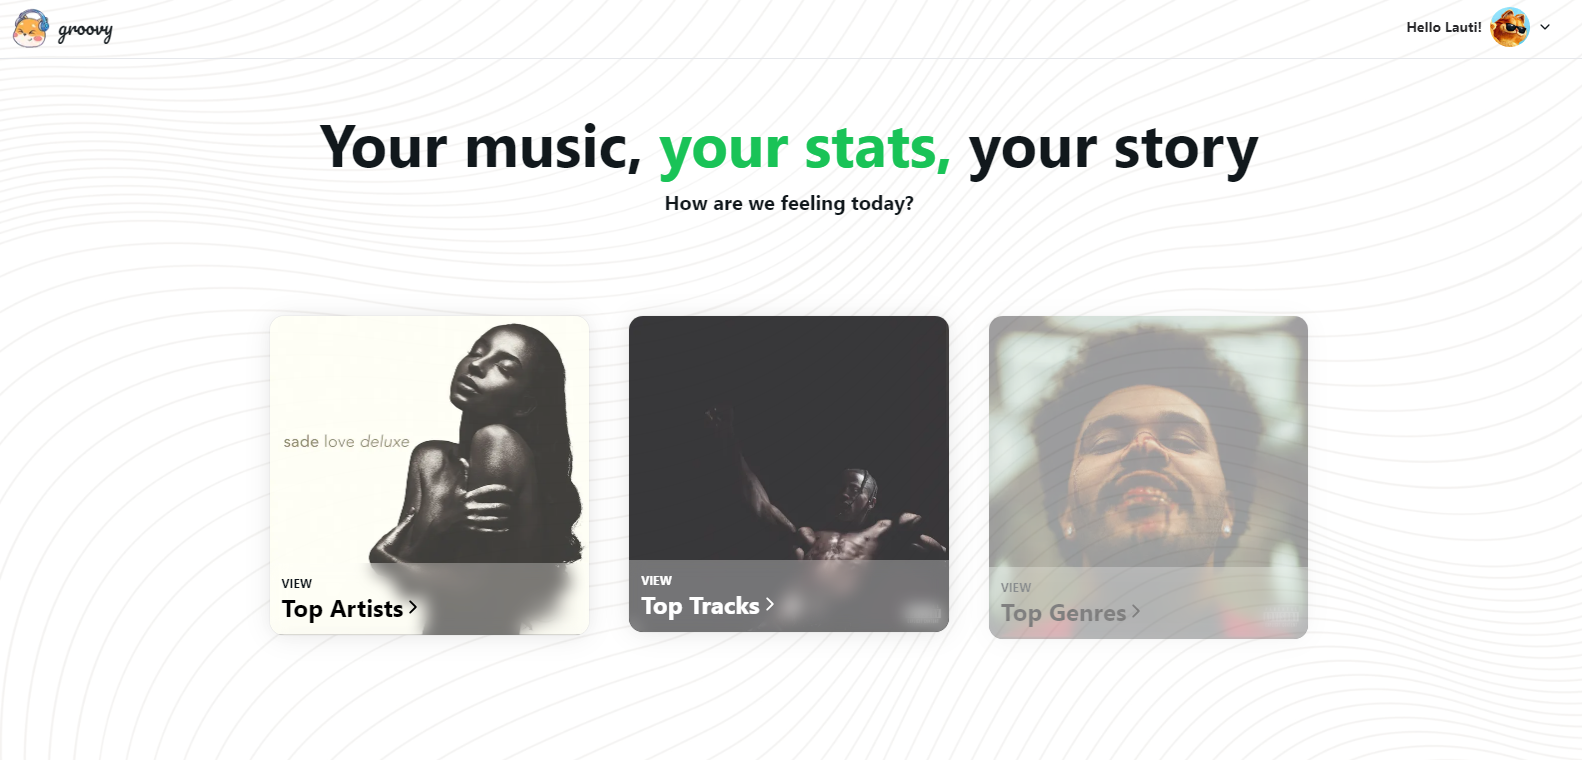 groovy
Hello Lauti!
Your music, your stats, your story
How are we feeling today?
sade love deluxe
VIEW
Top Artists
VIEW
Top Tracks
VIEW
Top Genres